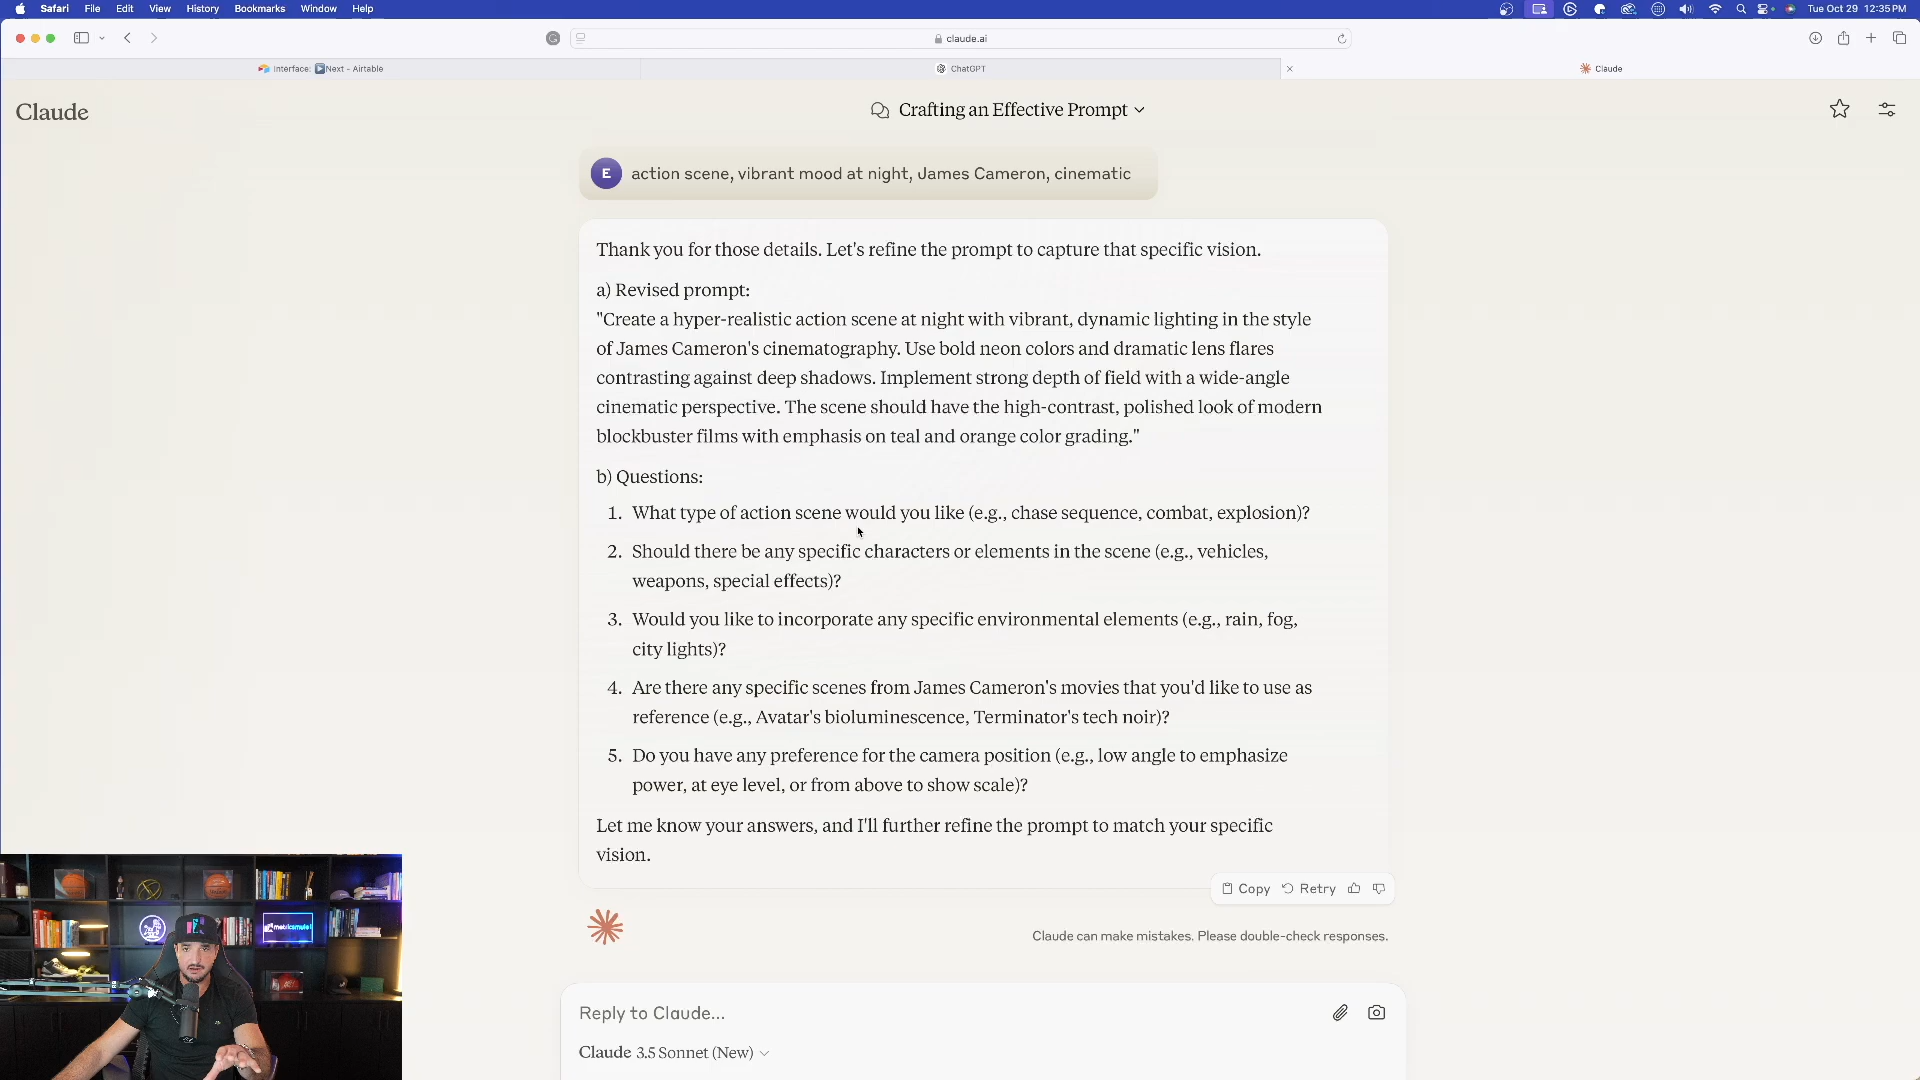 Safari File Edit View History Bookmarks Window Help Tue Oct 29 12:35 PM
claude.ai
Interface: Next - Airtable ChatGPT Claude
Claude Crafting an Effective Prompt
E action scene, vibrant mood at night, James Cameron, cinematic
Thank you for those details. Let's refine the prompt to capture that specific vision.
a) Revised prompt:
"Create a hyper-realistic action scene at night with vibrant, dynamic lighting in the style
of James Cameron's cinematography. Use bold neon colors and dramatic lens flares
contrasting against deep shadows. Implement strong depth of field with a wide-angle
cinematic perspective. The scene should have the high-contrast, polished look of modern
blockbuster films with emphasis on teal and orange color grading."
b) Questions:
1. What type of action scene would you like (e.g., chase sequence, combat, explosion)?
2. Should there be any specific characters or elements in the scene (e.g., vehicles,
weapons, special effects)?
3. Would you like to incorporate any specific environmental elements (e.g., rain, fog,
city lights)?
4. Are there any specific scenes from James Cameron's movies that you'd like to use as
reference (e.g., Avatar's bioluminescence, Terminator's tech noir)?
5. Do you have any preference for the camera position (e.g., low angle to emphasize
power, at eye level, or from above to show scale)?
Let me know your answers, and I'll further refine the prompt to match your specific
vision.
Copy Retry
Claude can make mistakes. Please double-check responses.
Reply to Claude...
Claude 3.5 Sonnet (New)